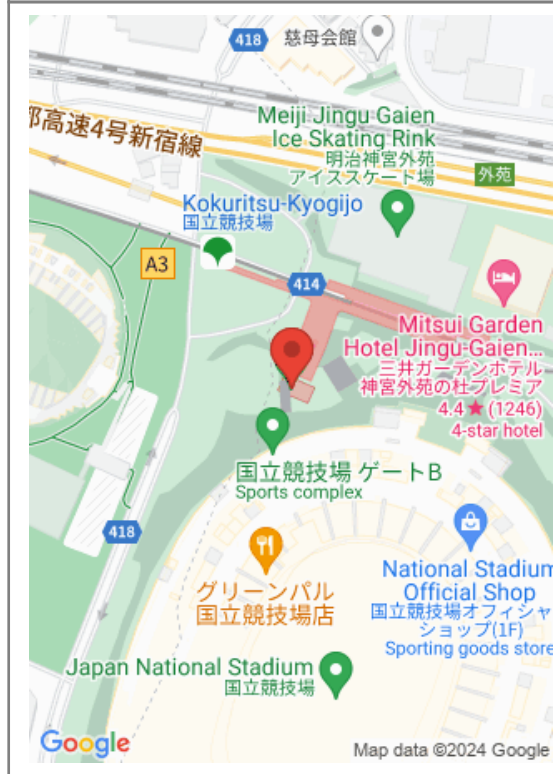 418
慈母会館
都高速4号新宿線
Meiji Jingu Gaien
Ice Skating Rink
明治神宮外苑
アイススケート場
外苑
Kokuritsu-Kyogijo
国立競技場
A3
414
Mitsui Garden
Hotel Jingu-Gaien...
三井ガーデンホテル
神宮外苑の杜プレミア
4.4★(1246)
4-star hotel
国立競技場 ゲートB
Sports complex
418
グリーンパル
国立競技場店
National Stadium
Official Shop
国立競技場オフィシャ
ショップ(1F)
Sporting goods store
Japan National Stadium
国立競技場
Google
Map data ©2024 Google